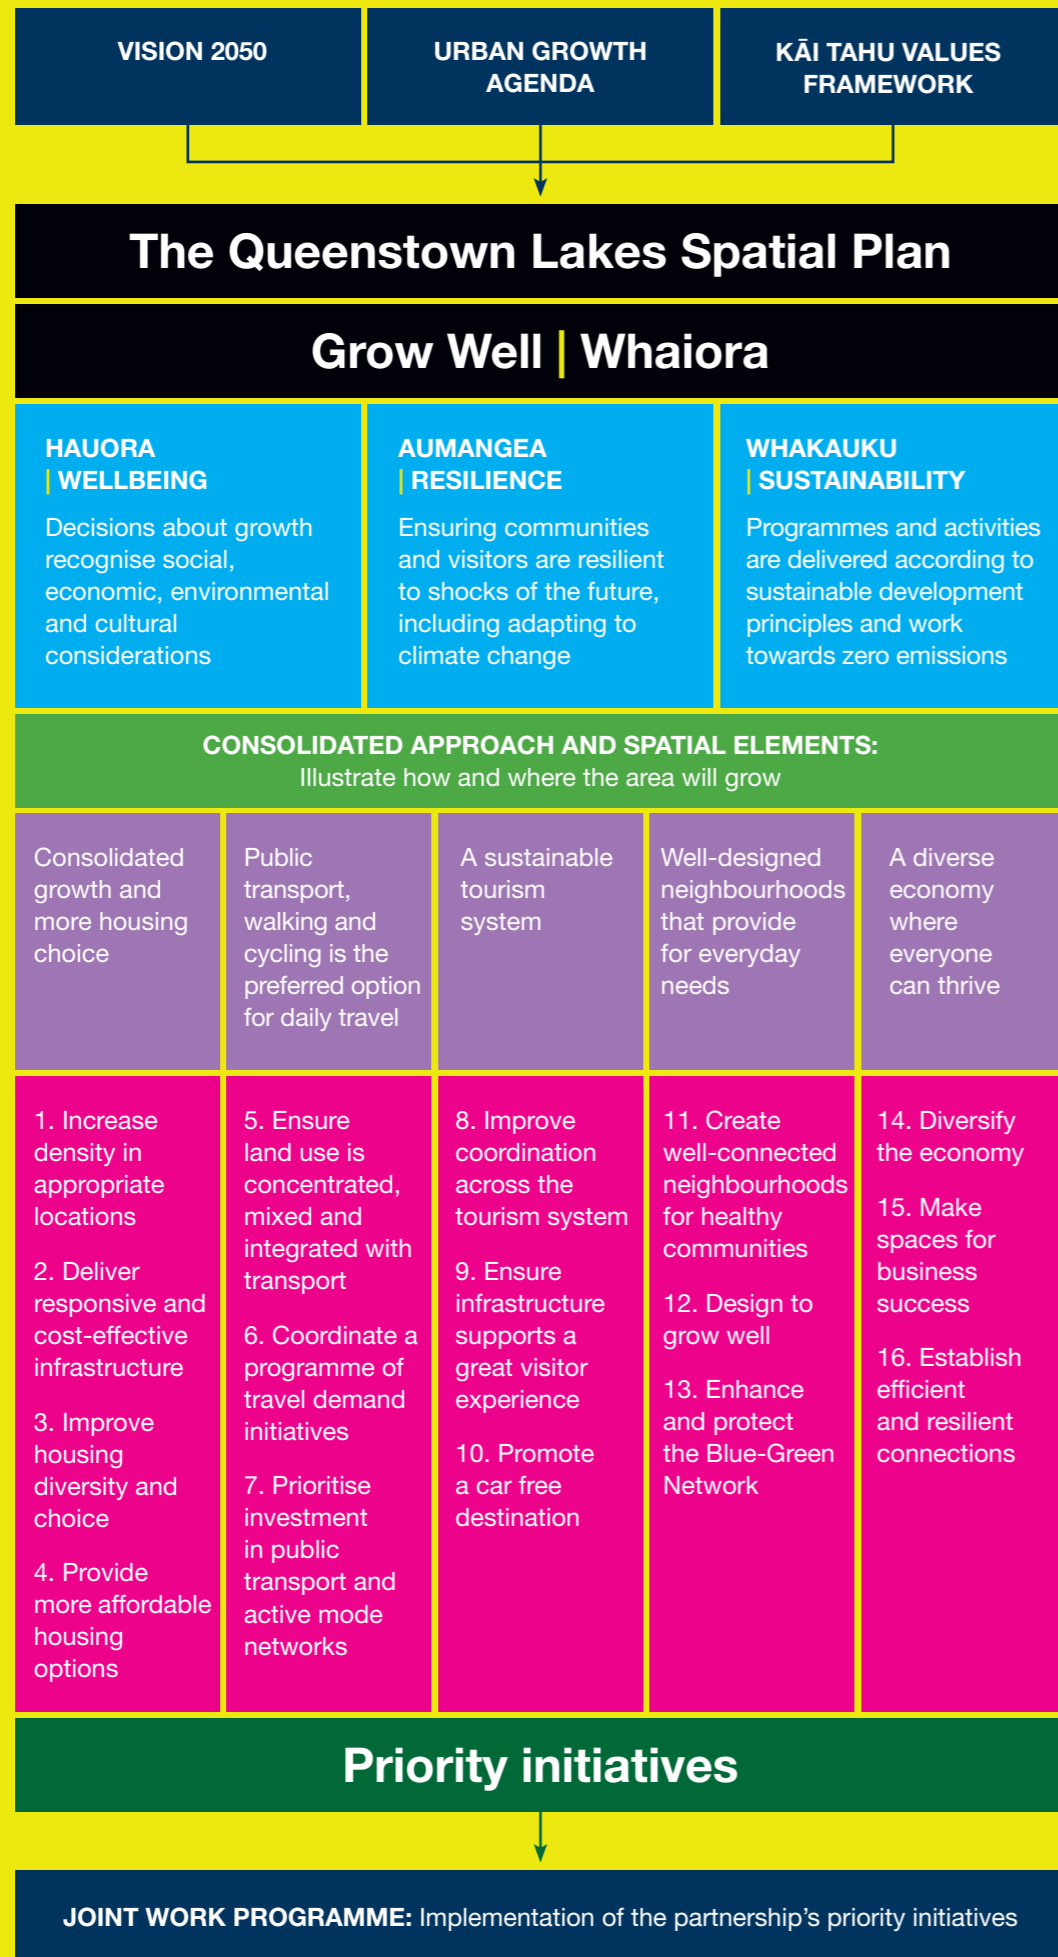 VISION 2050
URBAN GROWTH
AGENDA
KĀI TAHU VALUES
FRAMEWORK
The Queenstown Lakes Spatial Plan
Grow Well | Whaiora
HAUORA
| WELLBEING
Decisions about growth
recognise social,
economic, environmental
and cultural
considerations
AUMANGEA
| RESILIENCE
Ensuring communities
and visitors are resilient
to shocks of the future,
including adapting to
climate change
WHAKAUKU
| SUSTAINABILITY
Programmes and activities
are delivered according to
sustainable development
principles and work
towards zero emissions
CONSOLIDATED APPROACH AND SPATIAL ELEMENTS:
Illustrate how and where the area will grow
Consolidated
growth and
more housing
choice
Public
transport,
walking and
cycling is the
preferred option
for daily travel
A sustainable
tourism
system
Well-designed
neighbourhoods
that provide
for everyday
needs
A diverse
economy
where
everyone
can thrive
1. Increase
density in
appropriate
locations
2. Deliver
responsive and
cost-effective
infrastructure
3. Improve
housing
diversity and
choice
4. Provide
more affordable
housing
options
5. Ensure
land use is
concentrated,
mixed and
integrated with
transport
6. Coordinate a
programme of
travel demand
initiatives
7. Prioritise
investment
in public
transport and
active mode
networks
8. Improve
coordination
across the
tourism system
9. Ensure
infrastructure
supports a
great visitor
experience
10. Promote
a car free
destination
11. Create
well-connected
neighbourhoods
for healthy
communities
12. Design to
grow well
13. Enhance
and protect
the Blue-Green
Network
14. Diversify
the economy
15. Make
spaces for
business
success
16. Establish
efficient
and resilient
connections
Priority initiatives
JOINT WORK PROGRAMME: Implementation of the partnership's priority initiatives